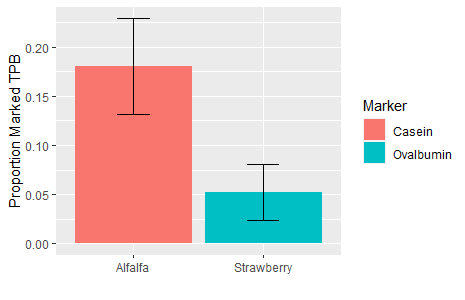 Proportion Marked TPB
0.20
0.15
0.10
0.05
0.00
Alfalfa
Strawberry
Marker
Casein
Ovalbumin